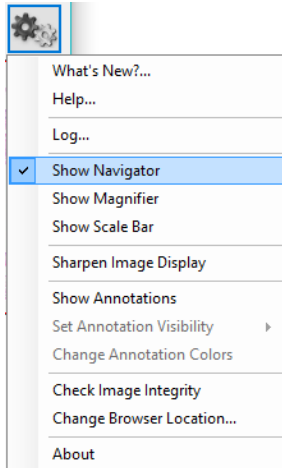 What's New?...
Help...
Log...
Show Navigator
Show Magnifier
Show Scale Bar
Sharpen Image Display
Show Annotations
Set Annotation Visibility
Change Annotation Colors
Check Image Integrity
Change Browser Location...
About